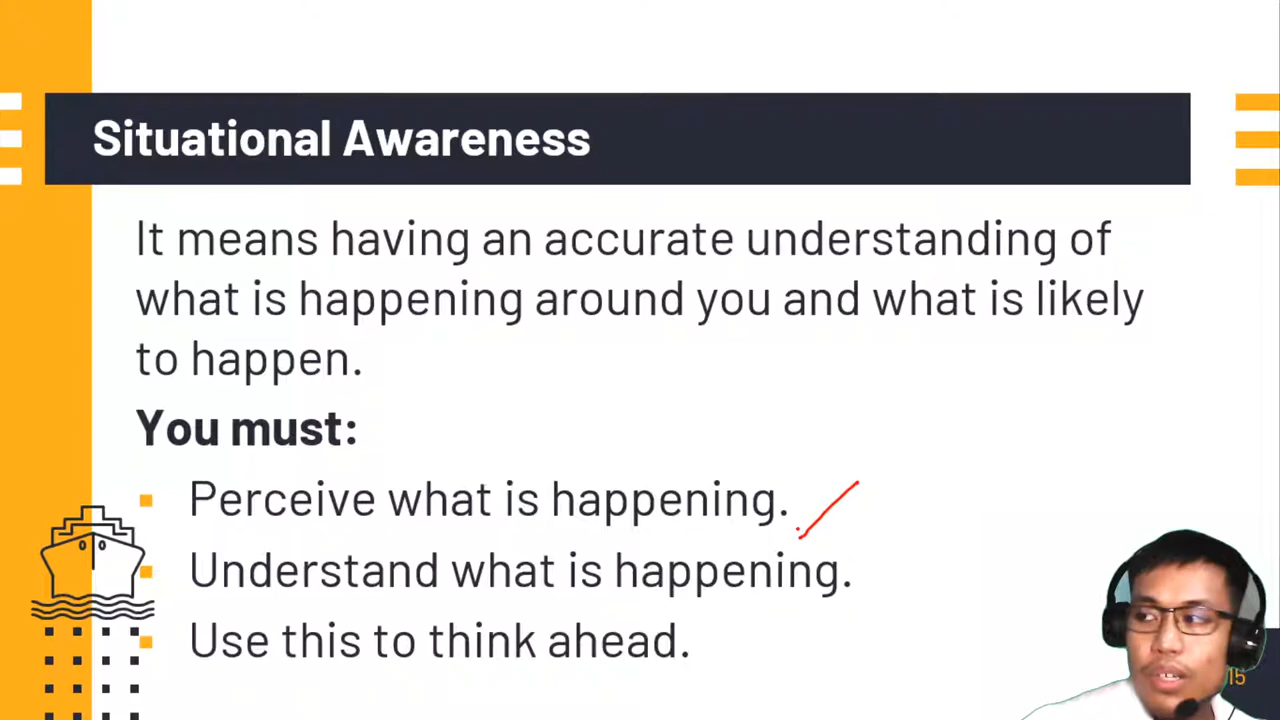 Situational Awareness
It means having an accurate understanding of
what is happening around you and what is likely
to happen.
You must:
Perceive what is happening.
Understand what is happening.
Use this to think ahead.
15